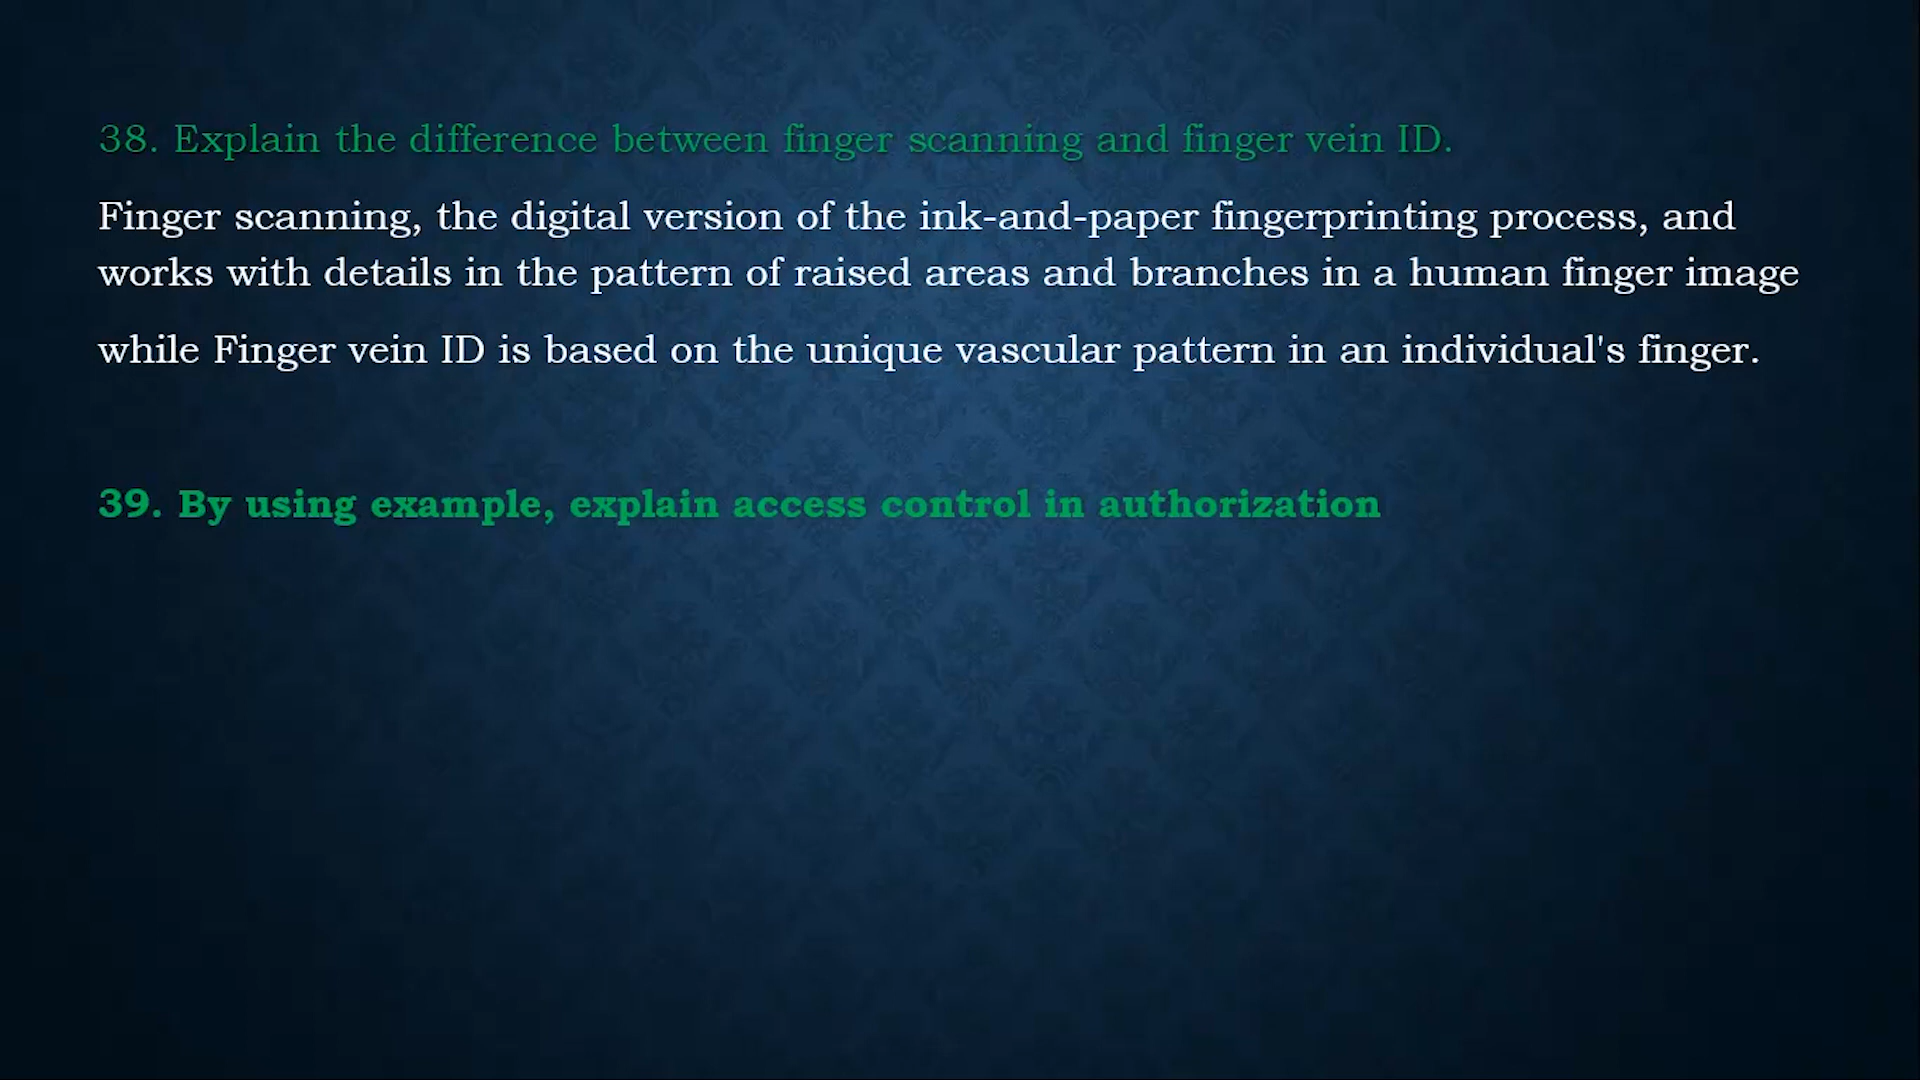 38. Explain the difference between finger scanning and finger vein ID.
Finger scanning, the digital version of the ink-and-paper fingerprinting process, and
works with details in the pattern of raised areas and branches in a human finger image
while Finger vein ID is based on the unique vascular pattern in an individual's finger.
39. By using example, explain access control in authorization